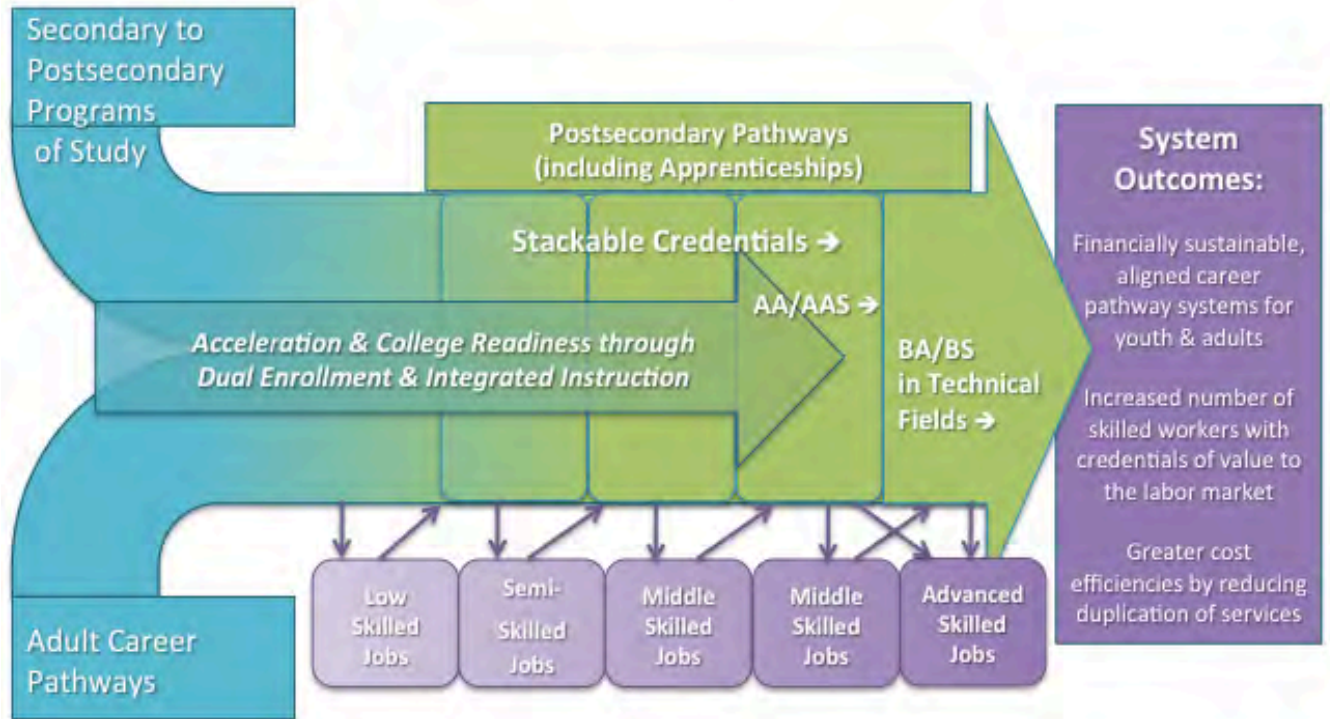 Secondary to
Postsecondary
Programs
of Study
Postsecondary Pathways
(including Apprenticeships)
Stackable Credentials →
AA/AAS →
Acceleration & College Readiness through
Dual Enrollment & Integrated Instruction
BA/BS
in Technical
Fields →
System
Outcomes:
Financially sustainable,
aligned career
pathway systems for
youth & adults
Increased number of
skilled workers with
credentials of value to
the labor market
Greater cost
efficiencies by reducing
duplication of services
Low
Skilled
Jobs
Semi-
Skilled
Jobs
Middle
Skilled
Jobs
Middle
Skilled
Jobs
Advanced
Skilled
Jobs
Adult Career
Pathways